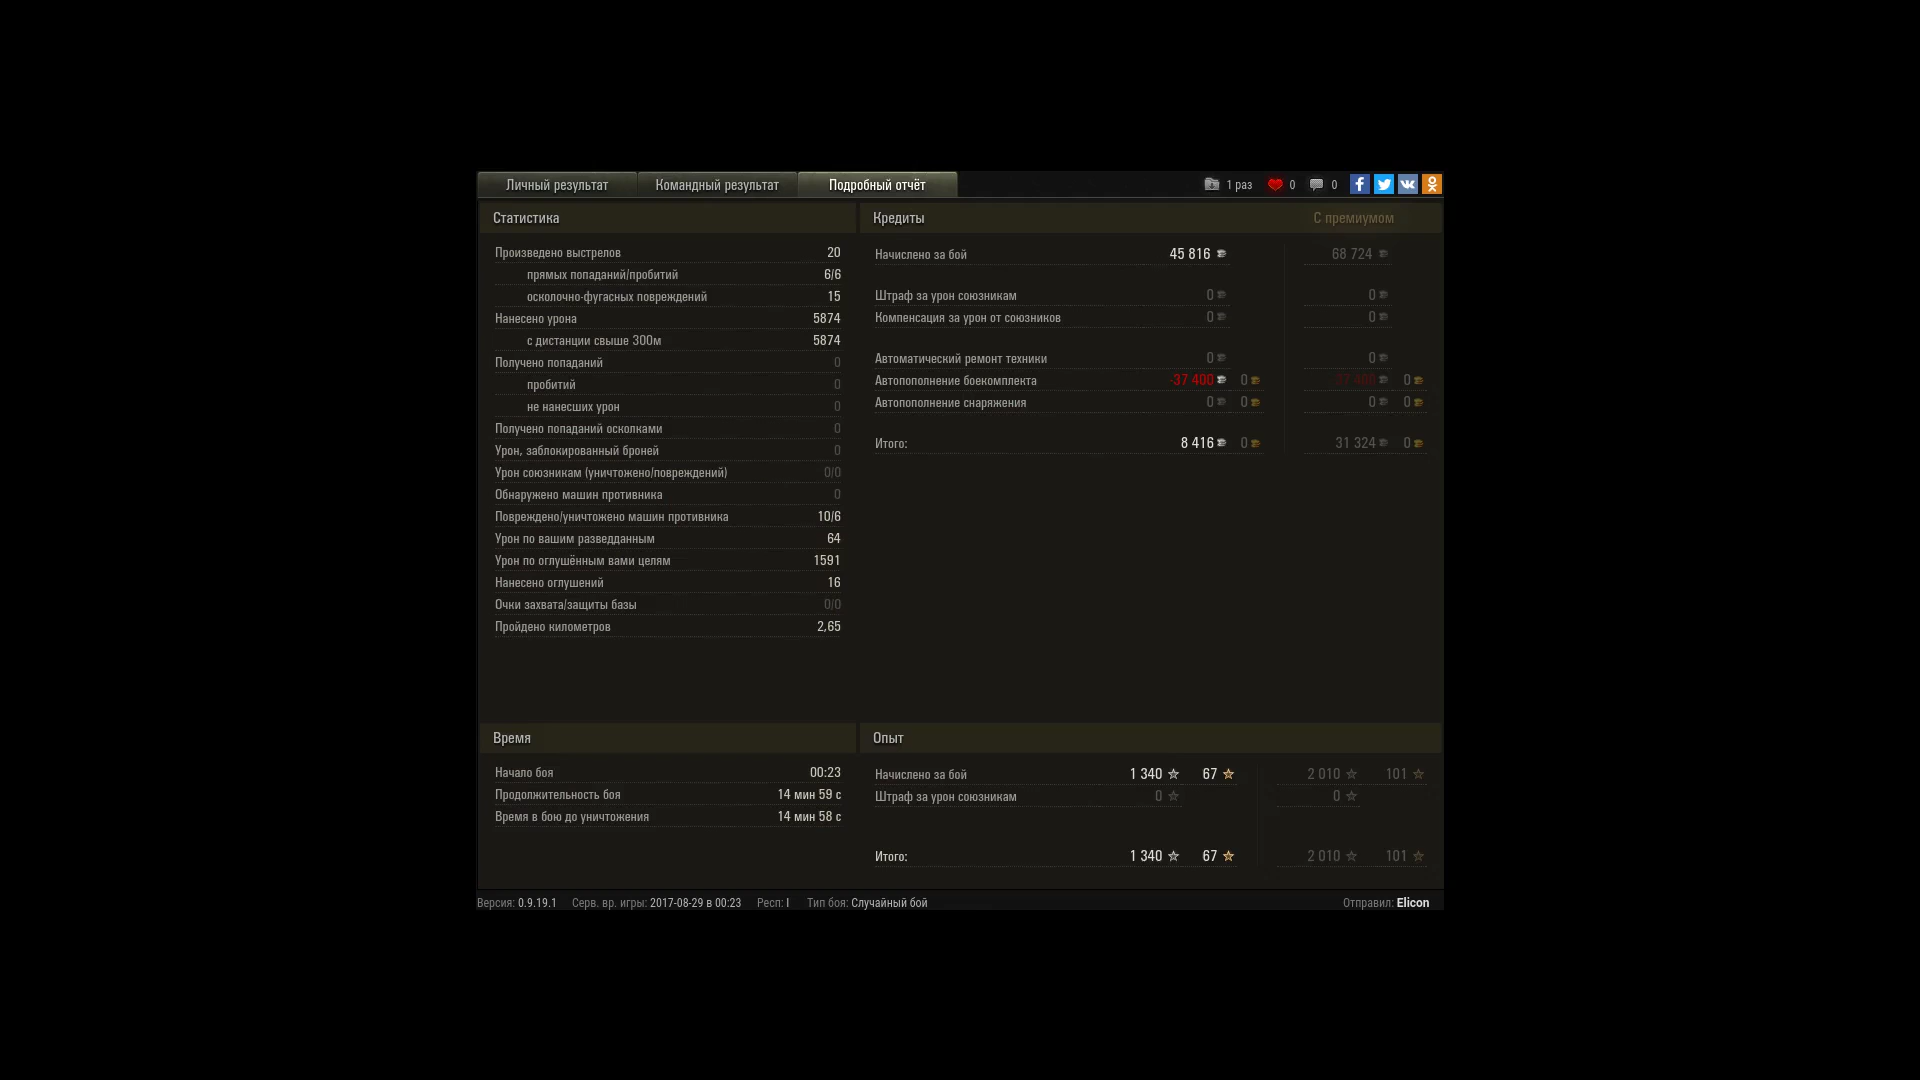 Личный результат Командный результат Подробный отчёт 1 раз 0 0
Статистика
Произведено выстрелов 20
прямых попаданий/пробитий 6/6
осколочно-фугасных повреждений 15
Нанесено урона 5874
с дистанции свыше 300м 5874
Получено попаданий 0
пробитий 0
не нанесших урон 0
Получено попаданий осколками 0
Урон, заблокированный броней 0
Урон союзникам (уничтожено/повреждений) 0/0
Обнаружено машин противника 0
Повреждено/уничтожено машин противника 10/6
Урон по вашим разведданным 64
Урон по оглушённым вами целям 1591
Нанесено оглушений 16
Очки захвата/защиты базы 0/0
Пройдено километров 2,65
Кредиты С премиумом
Начислено за бой 45 816 68 724
Штраф за урон союзникам 0 0
Компенсация за урон от союзников 0 0
Автоматический ремонт техники 0 0
Автопополнение боекомплекта -37 400 0 -37 400 0
Автопополнение снаряжения 0 0 0 0
Итого: 8 416 0 31 324 0
Время
Начало боя 00:23
Продолжительность боя 14 мин 59 с
Время в бою до уничтожения 14 мин 58 с
Опыт
Начислено за бой 1 340 67 2 010 101
Штраф за урон союзникам 0 0
Итого: 1 340 67 2 010 101
Версия: 0.9.19.1 Серв. вр. игры: 2017-08-29 в 00:23 Респ: I Тип боя: Случайный бой Отправил: Elicon